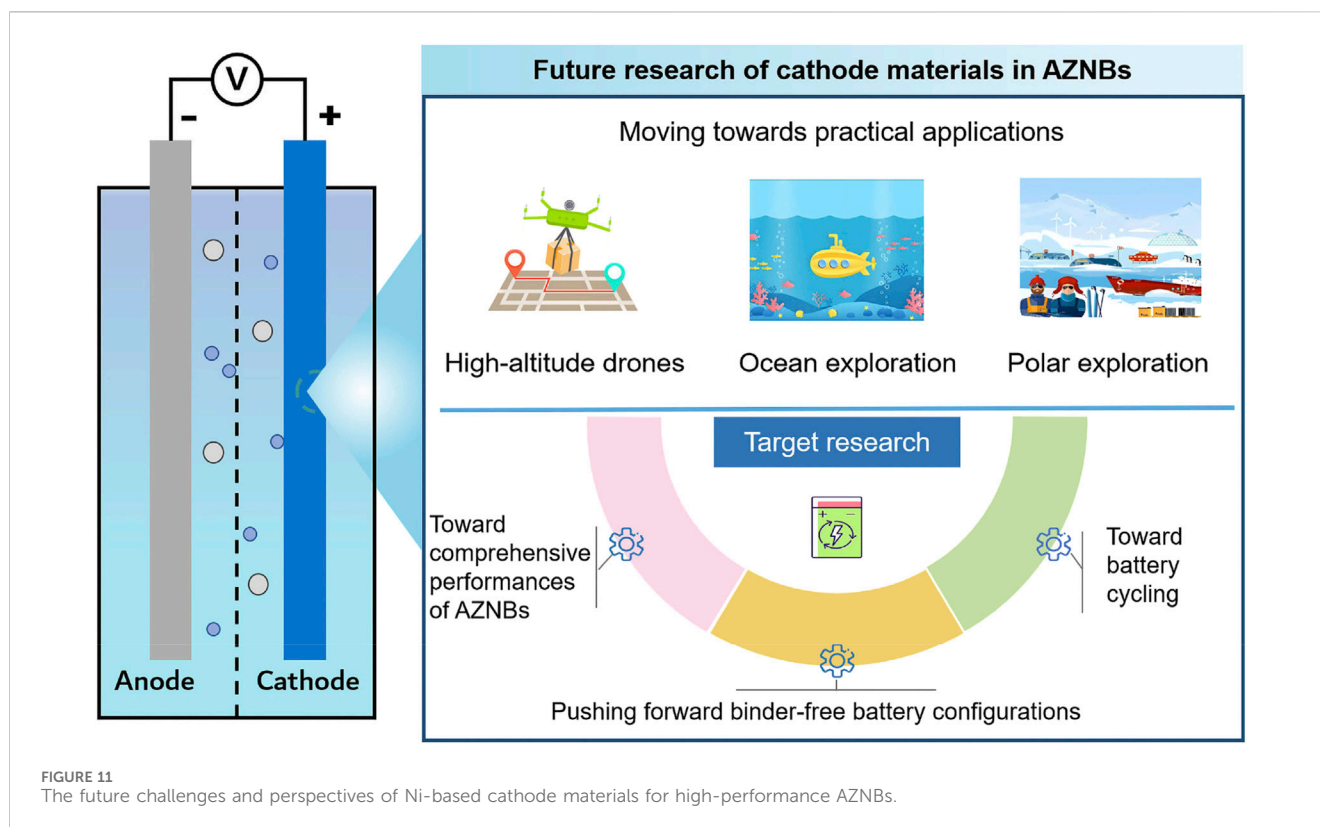 V
-
+
Anode
Cathode
Future research of cathode materials in AZNBs
Moving towards practical applications
High-altitude drones
Ocean exploration
Polar exploration
Target research
+ −
Toward
comprehensive
performances
of AZNBs
Toward
battery
cycling
Pushing forward binder-free battery configurations
FIGURE 11
The future challenges and perspectives of Ni-based cathode materials for high-performance AZNBs.